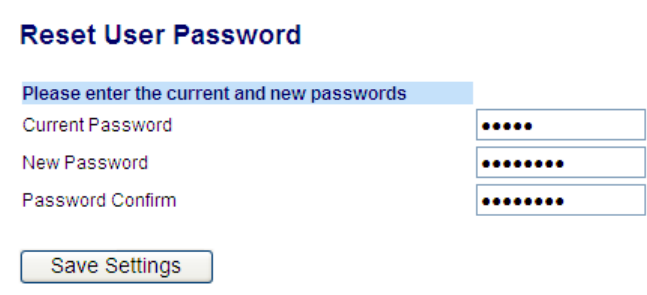 Reset User Password
Please enter the current and new passwords
Current Password •••••
New Password ••••••••
Password Confirm ••••••••
Save Settings